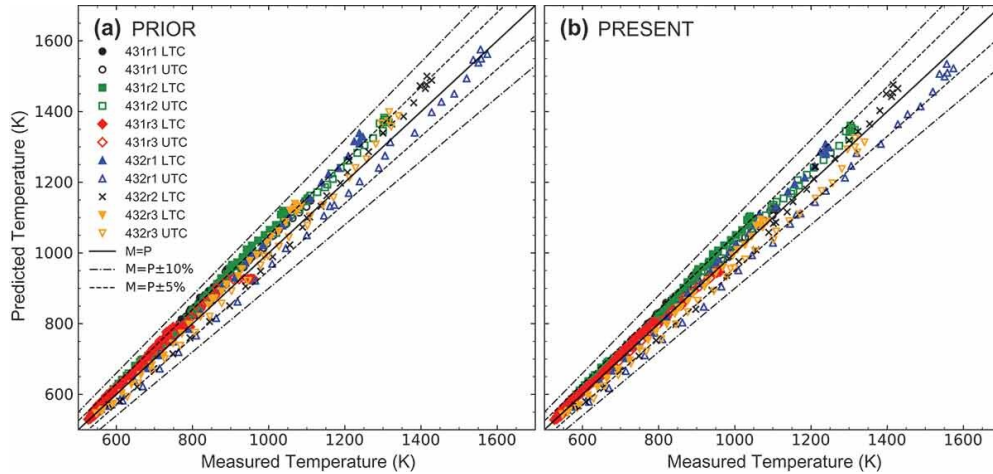 (a) PRIOR
431r1 LTC
431r1 UTC
431r2 LTC
431r2 UTC
431r3 LTC
431r3 UTC
432r1 LTC
432r1 UTC
432r2 LTC
432r3 LTC
432r3 UTC
M=P
M=P±10%
M=P±5%
Predicted Temperature (K)
1600
1400
1200
1000
800
600
600 800 1000 1200 1400 1600
Measured Temperature (K)
(b) PRESENT
600 800 1000 1200 1400 1600
Measured Temperature (K)